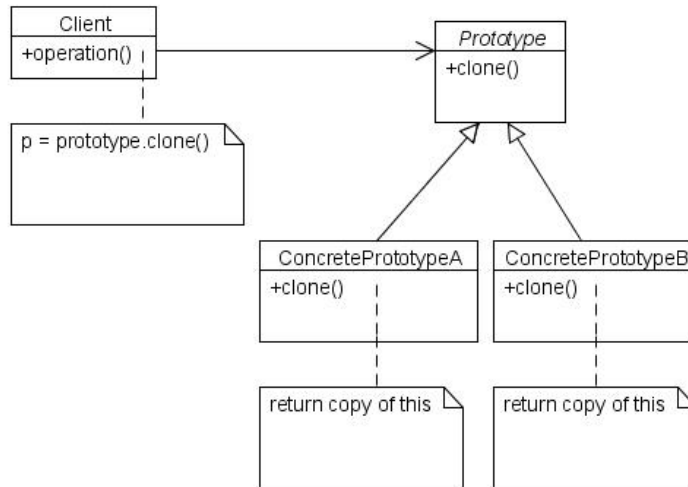 Client
+operation()
p = prototype.clone()
Prototype
+clone()
ConcretePrototypeA
+clone()
ConcretePrototypeB
+clone()
return copy of this
return copy of this